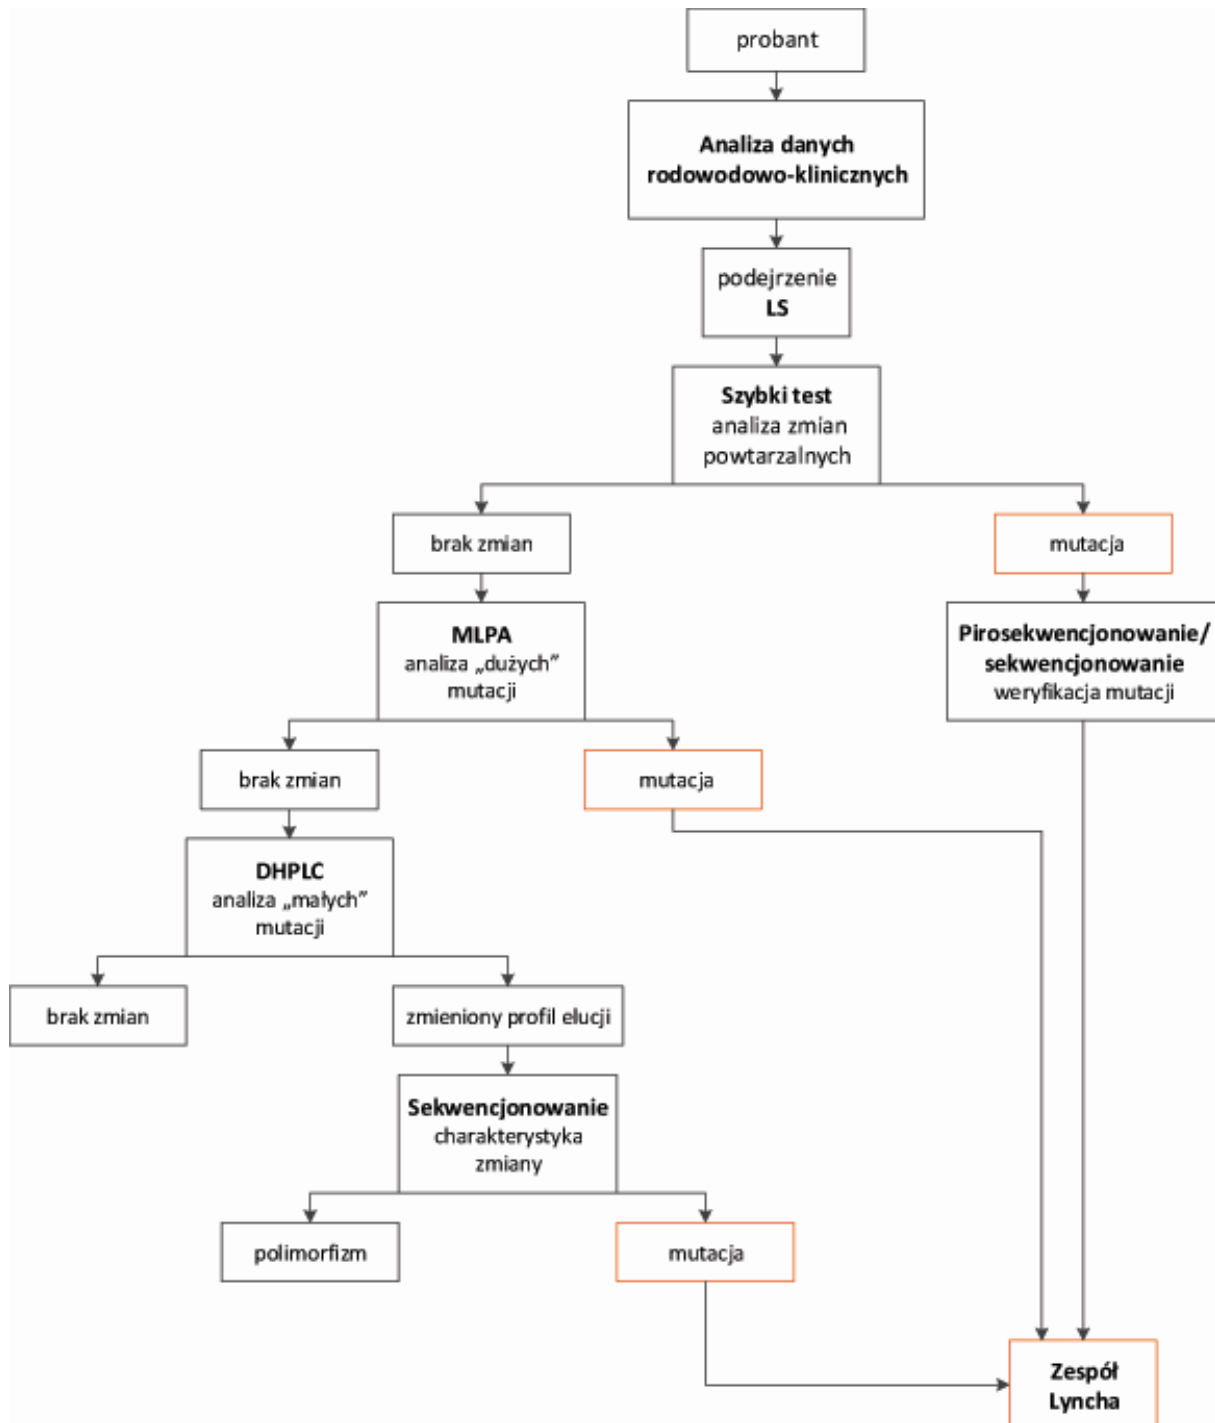 probant
Analiza danych
rodowodowo-klinicznych
podejrzenie
LS
Szybki test
analiza zmian
powtarzalnych
brak zmian
mutacja
MLPA
analiza „dużych”
mutacji
Pirosekwencjonowanie/
sekwencjonowanie
weryfikacja mutacji
brak zmian
mutacja
DHPLC
analiza „małych”
mutacji
brak zmian
zmieniony profil elucji
Sekwencjonowanie
charakterystyka
zmiany
polimorfizm
mutacja
Zespół
Lyncha